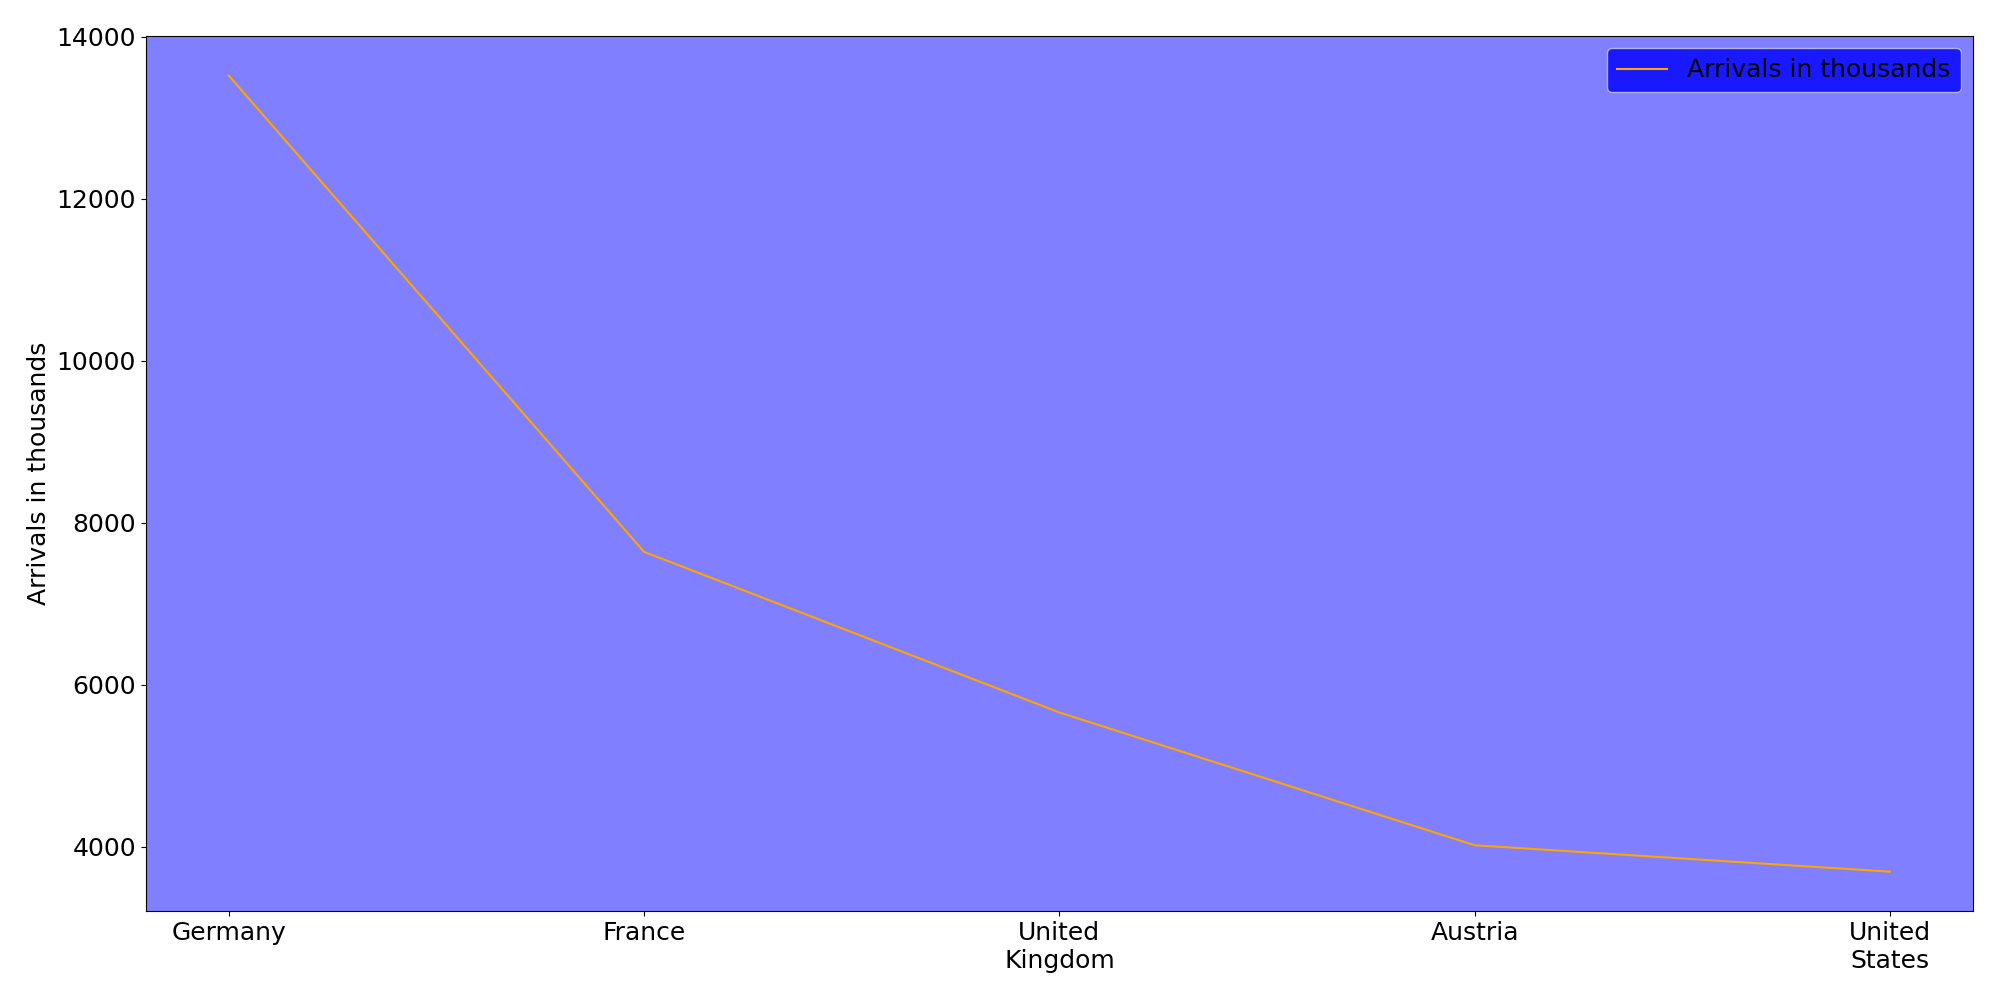 14000
12000
10000
8000
6000
4000
Arrivals in thousands
Arrivals in thousands
Germany
France
United
Kingdom
Austria
United
States